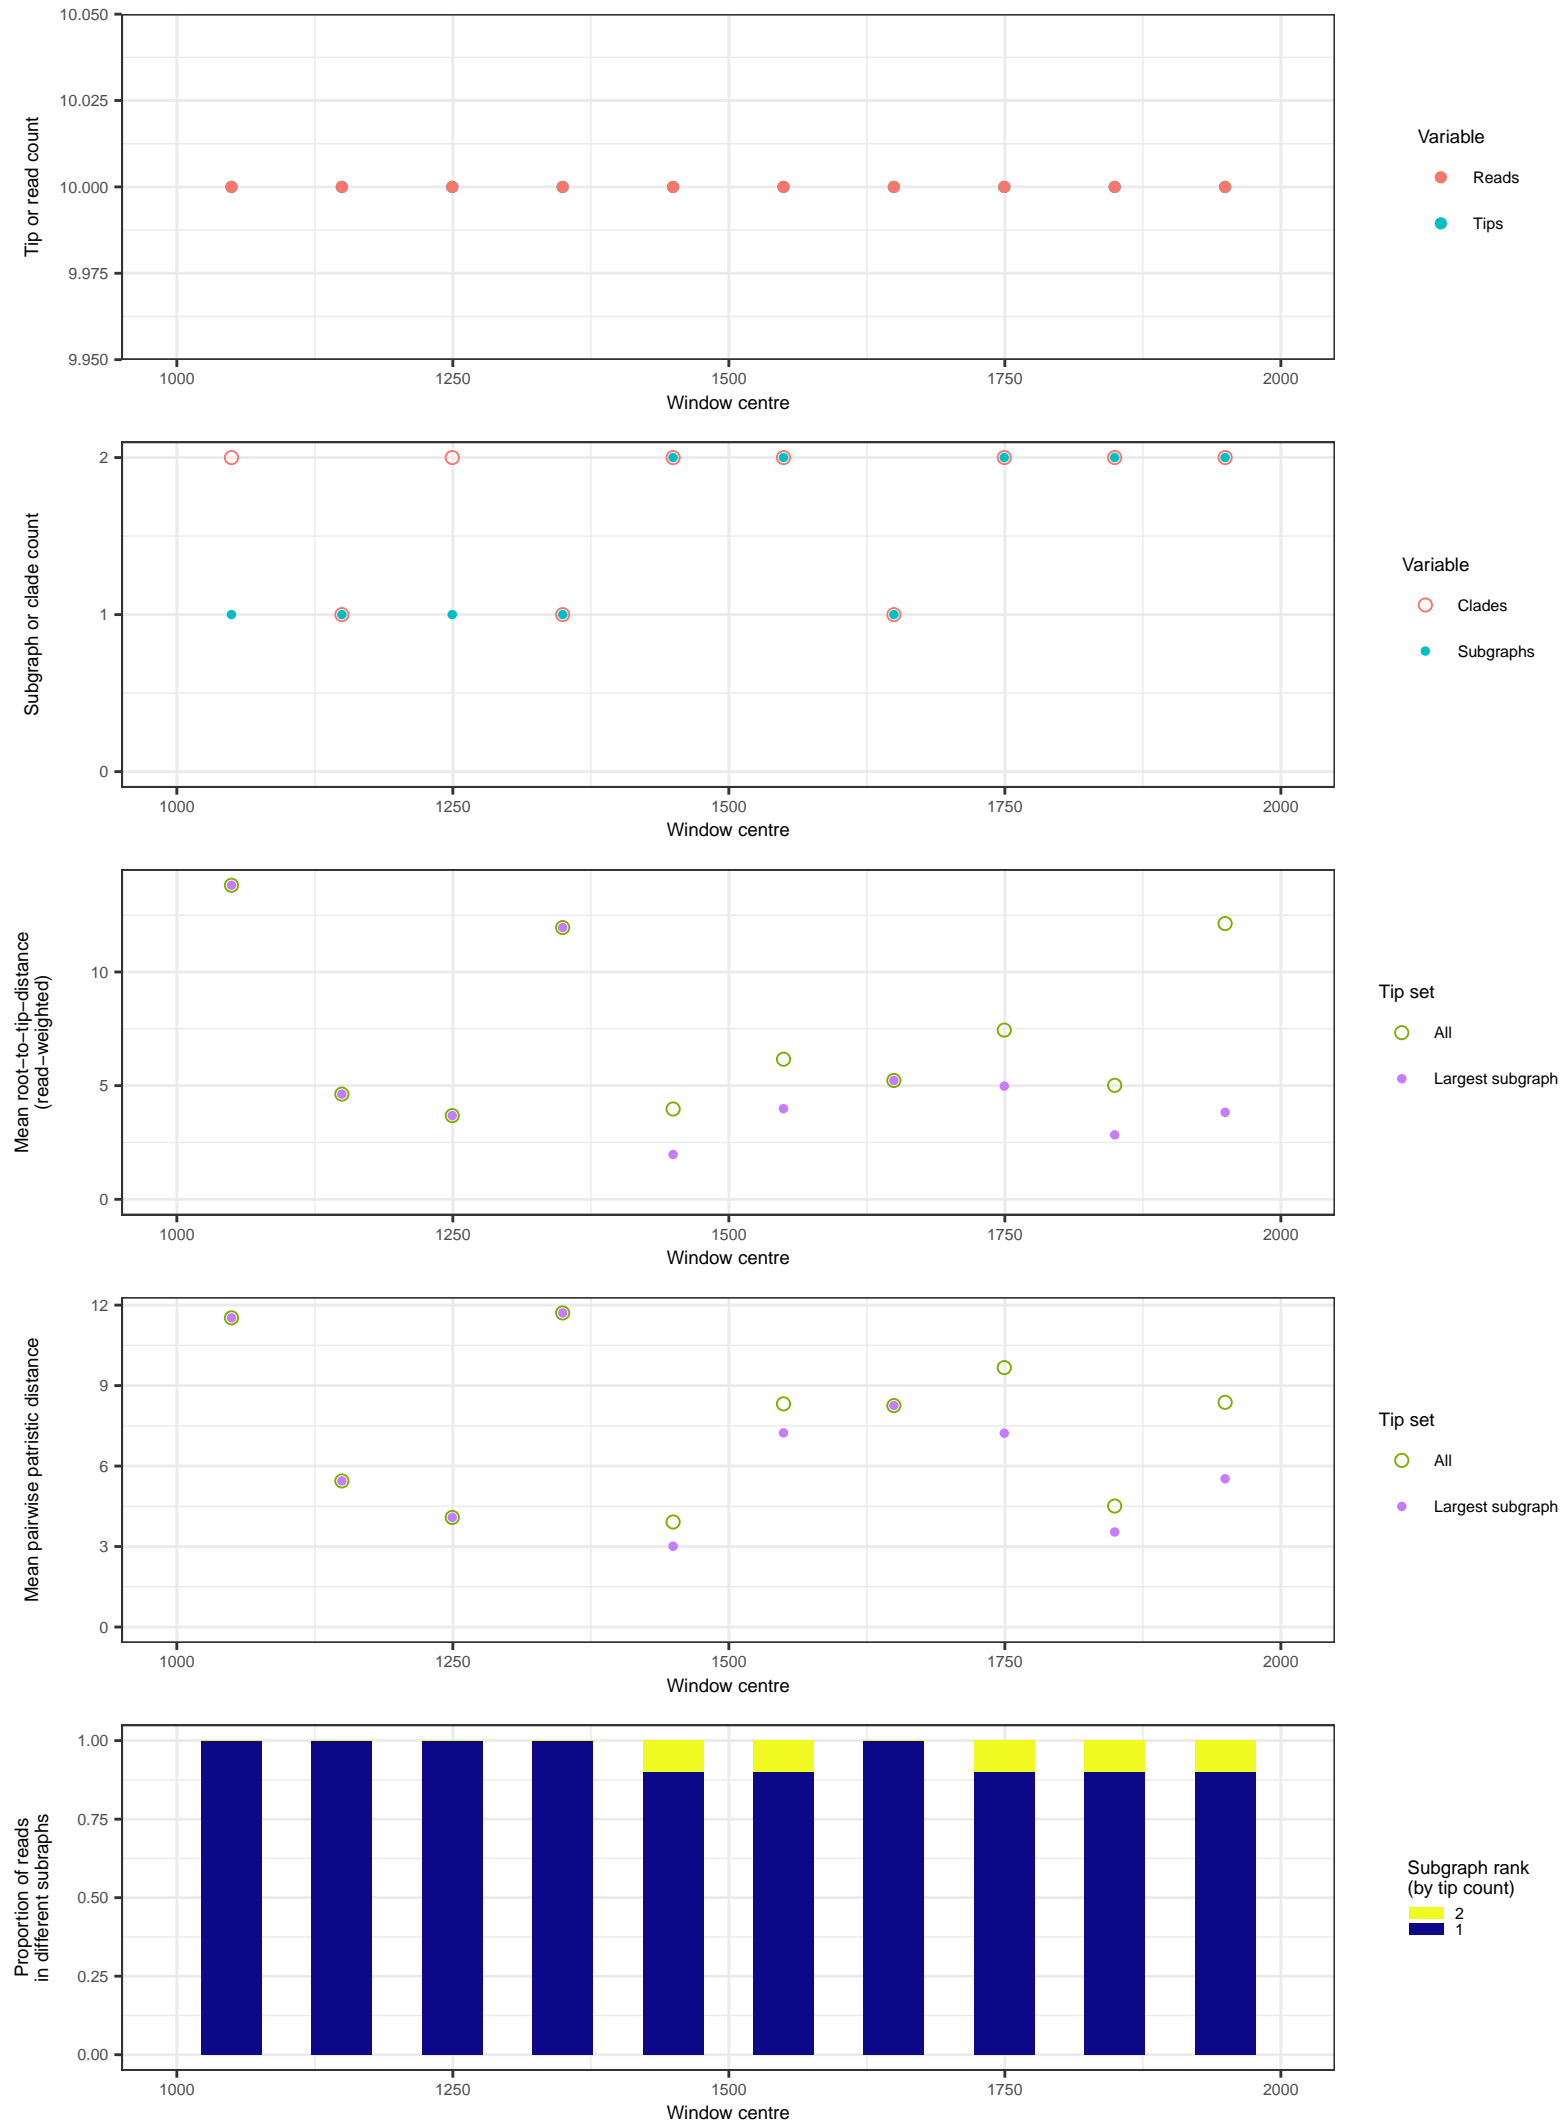 10.050
10.025
10.000
9.975
9.950
Tip or read count
1000 1250 1500 1750 2000
Window centre
Variable
Reads
Tips
2
1
0
Subgraph or clade count
1000 1250 1500 1750 2000
Window centre
Variable
Clades
Subgraphs
10
5
0
Mean root−to−tip−distance
(read−weighted)
1000 1250 1500 1750 2000
Window centre
Tip set
All
Largest subgraph
12
9
6
3
0
Mean pairwise patristic distance
1000 1250 1500 1750 2000
Window centre
Tip set
All
Largest subgraph
1.00
0.75
0.50
0.25
0.00
Proportion of reads
in different subraphs
1000 1250 1500 1750 2000
Window centre
Subgraph rank
(by tip count)
2
1